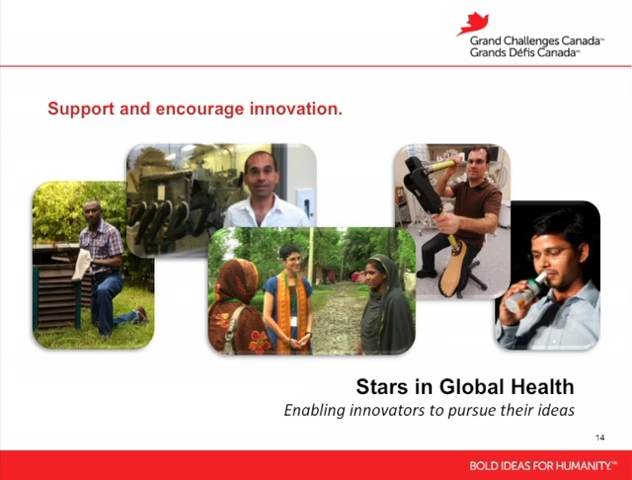 Grand Challenges Canada™
Grands Défis Canada™
Support and encourage innovation.
Stars in Global Health
Enabling innovators to pursue their ideas
14
BOLD IDEAS FOR HUMANITY.™